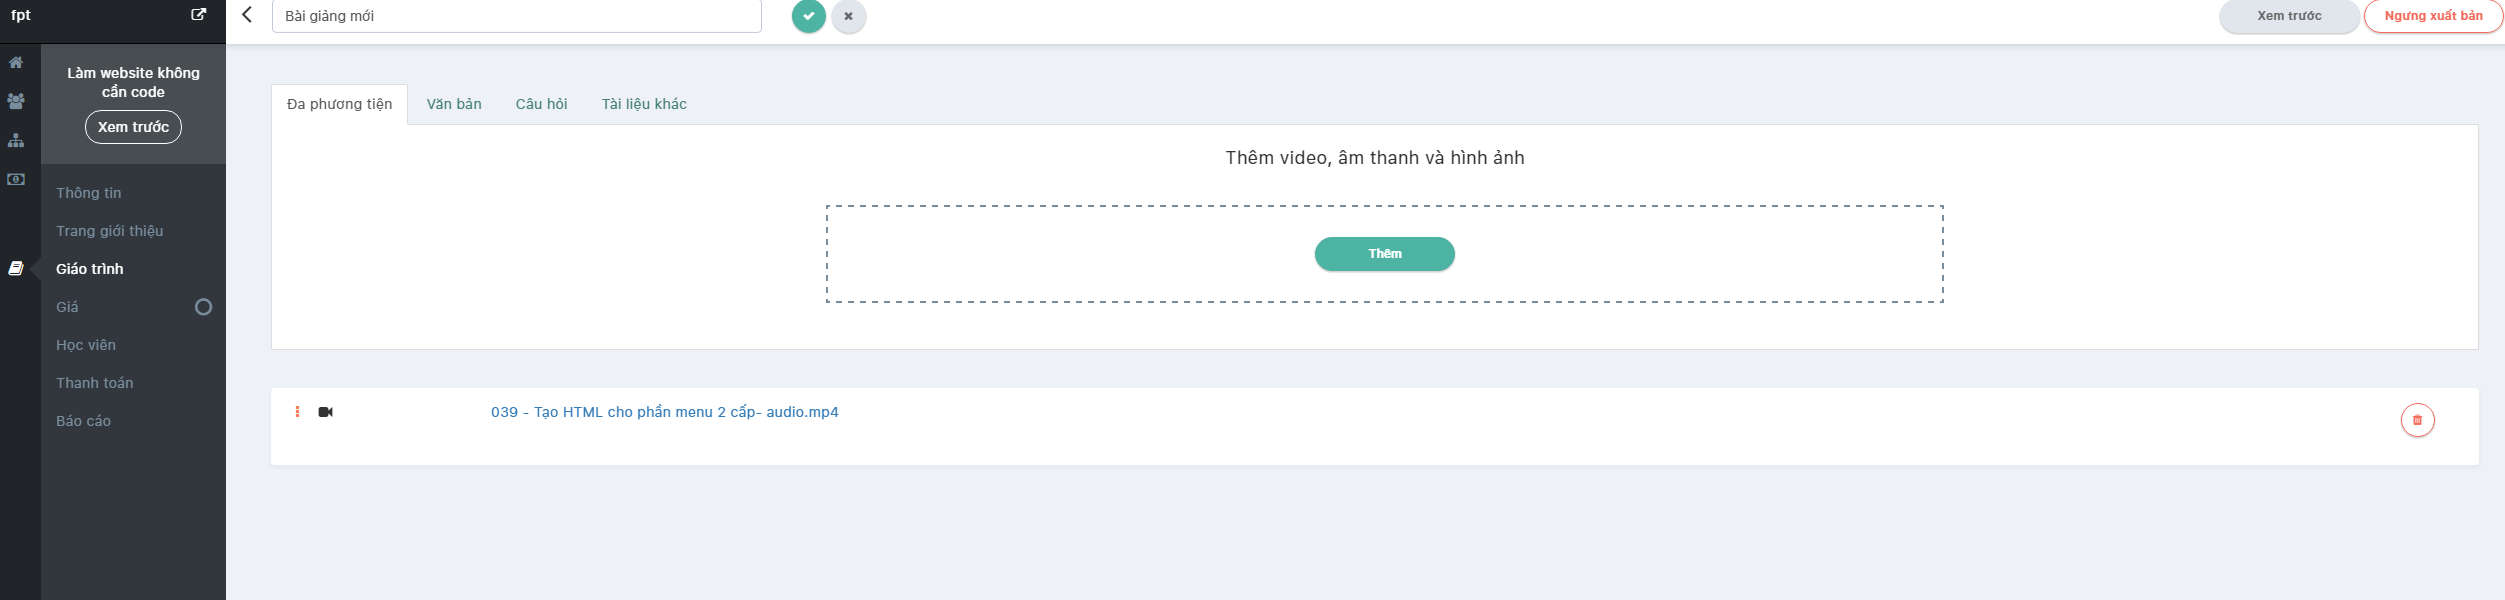 fpt
Bài giảng mới
Xem trước
Ngưng xuất bản
Làm website không
cần code
Xem trước
Thông tin
Trang giới thiệu
Giáo trình
Giá
Học viên
Thanh toán
Báo cáo
Đa phương tiện
Văn bản
Câu hỏi
Tài liệu khác
Thêm video, âm thanh và hình ảnh
Thêm
039 - Tạo HTML cho phần menu 2 cấp- audio.mp4